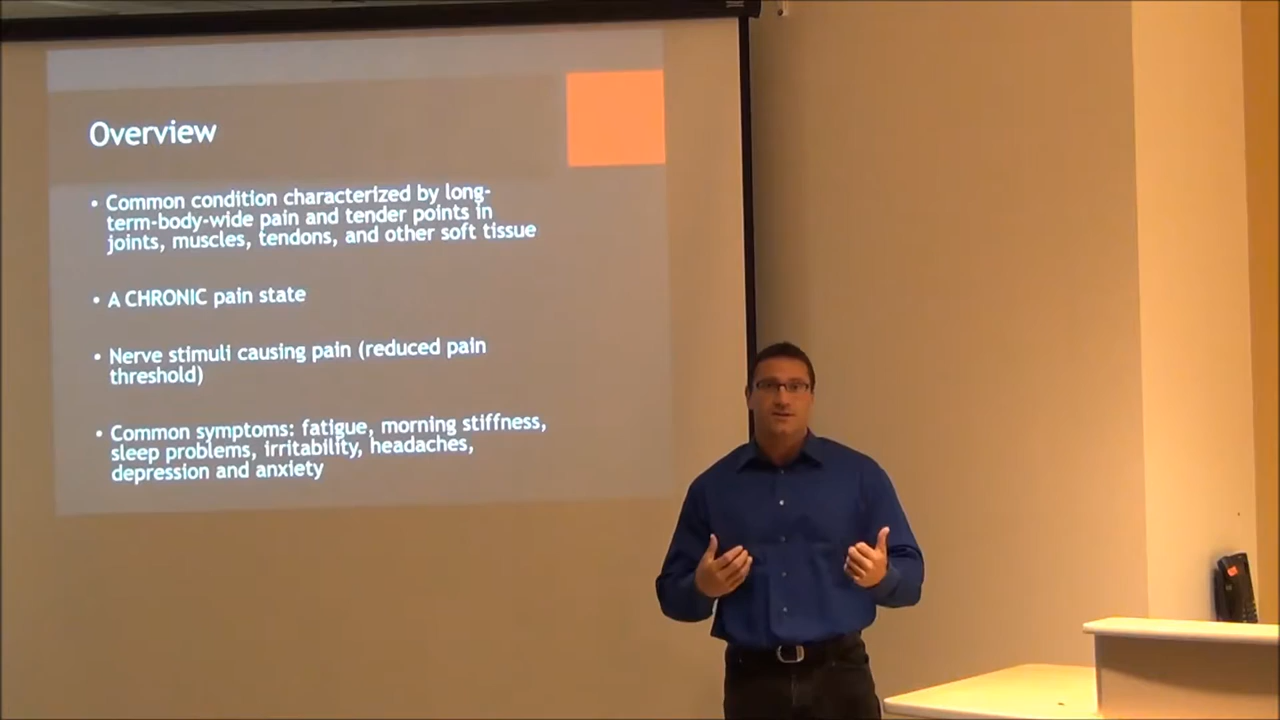 Overview
• Common condition characterized by long-
term-body-wide pain and tender points in
joints, muscles, tendons, and other soft tissue
• A CHRONIC pain state
• Nerve stimuli causing pain (reduced pain
threshold)
• Common symptoms: fatigue, morning stiffness,
sleep problems, irritability, headaches,
depression and anxiety